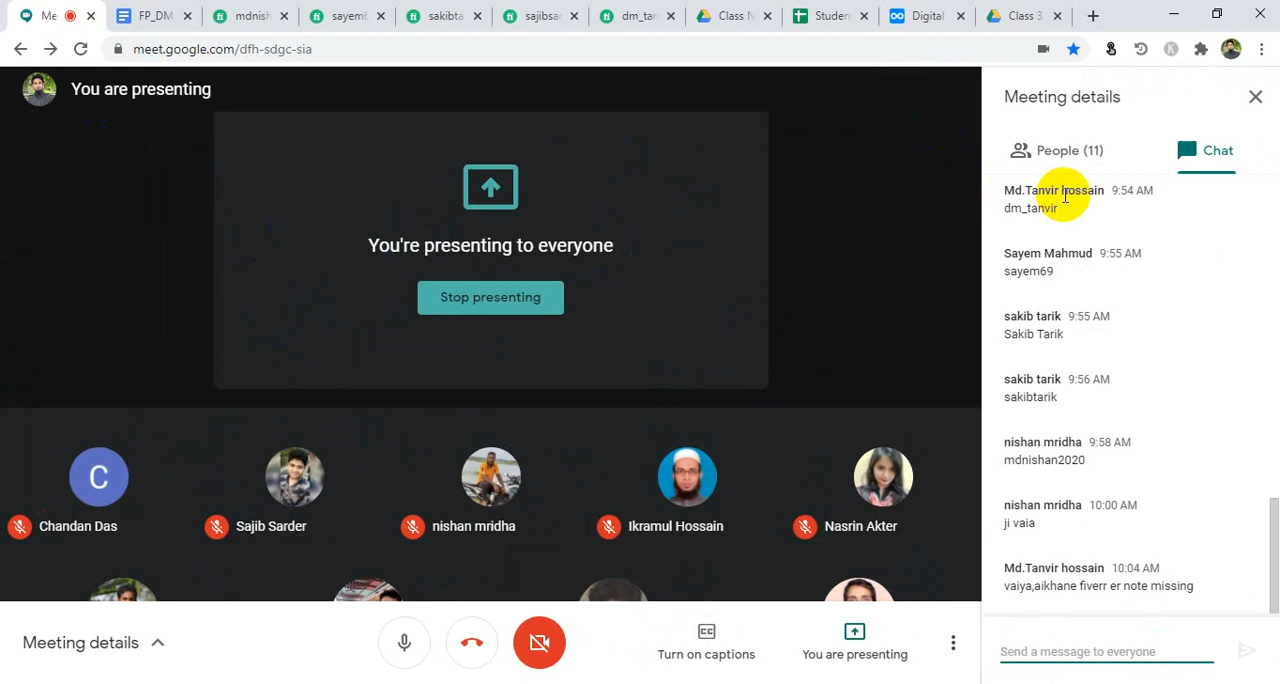 Me
FP_DM
mdnish
sayem6
sakibta
sajibsa
dm_tan
Class N
Studen
Digital
Class 3
meet.google.com/dfh-sdgc-sia
You are presenting
You're presenting to everyone
Stop presenting
C
Chandan Das
Sajib Sarder
nishan mridha
Ikramul Hossain
Nasrin Akter
Meeting details
Turn on captions
You are presenting
Meeting details
People (11)
Chat
Md.Tanvir hossain 9:54 AM
dm_tanvir
Sayem Mahmud 9:55 AM
sayem69
sakib tarik 9:55 AM
Sakib Tarik
sakib tarik 9:56 AM
sakibtarik
nishan mridha 9:58 AM
mdnishan2020
nishan mridha 10:00 AM
ji vaia
Md.Tanvir hossain 10:04 AM
vaiya,aikhane fiverr er note missing
Send a message to everyone